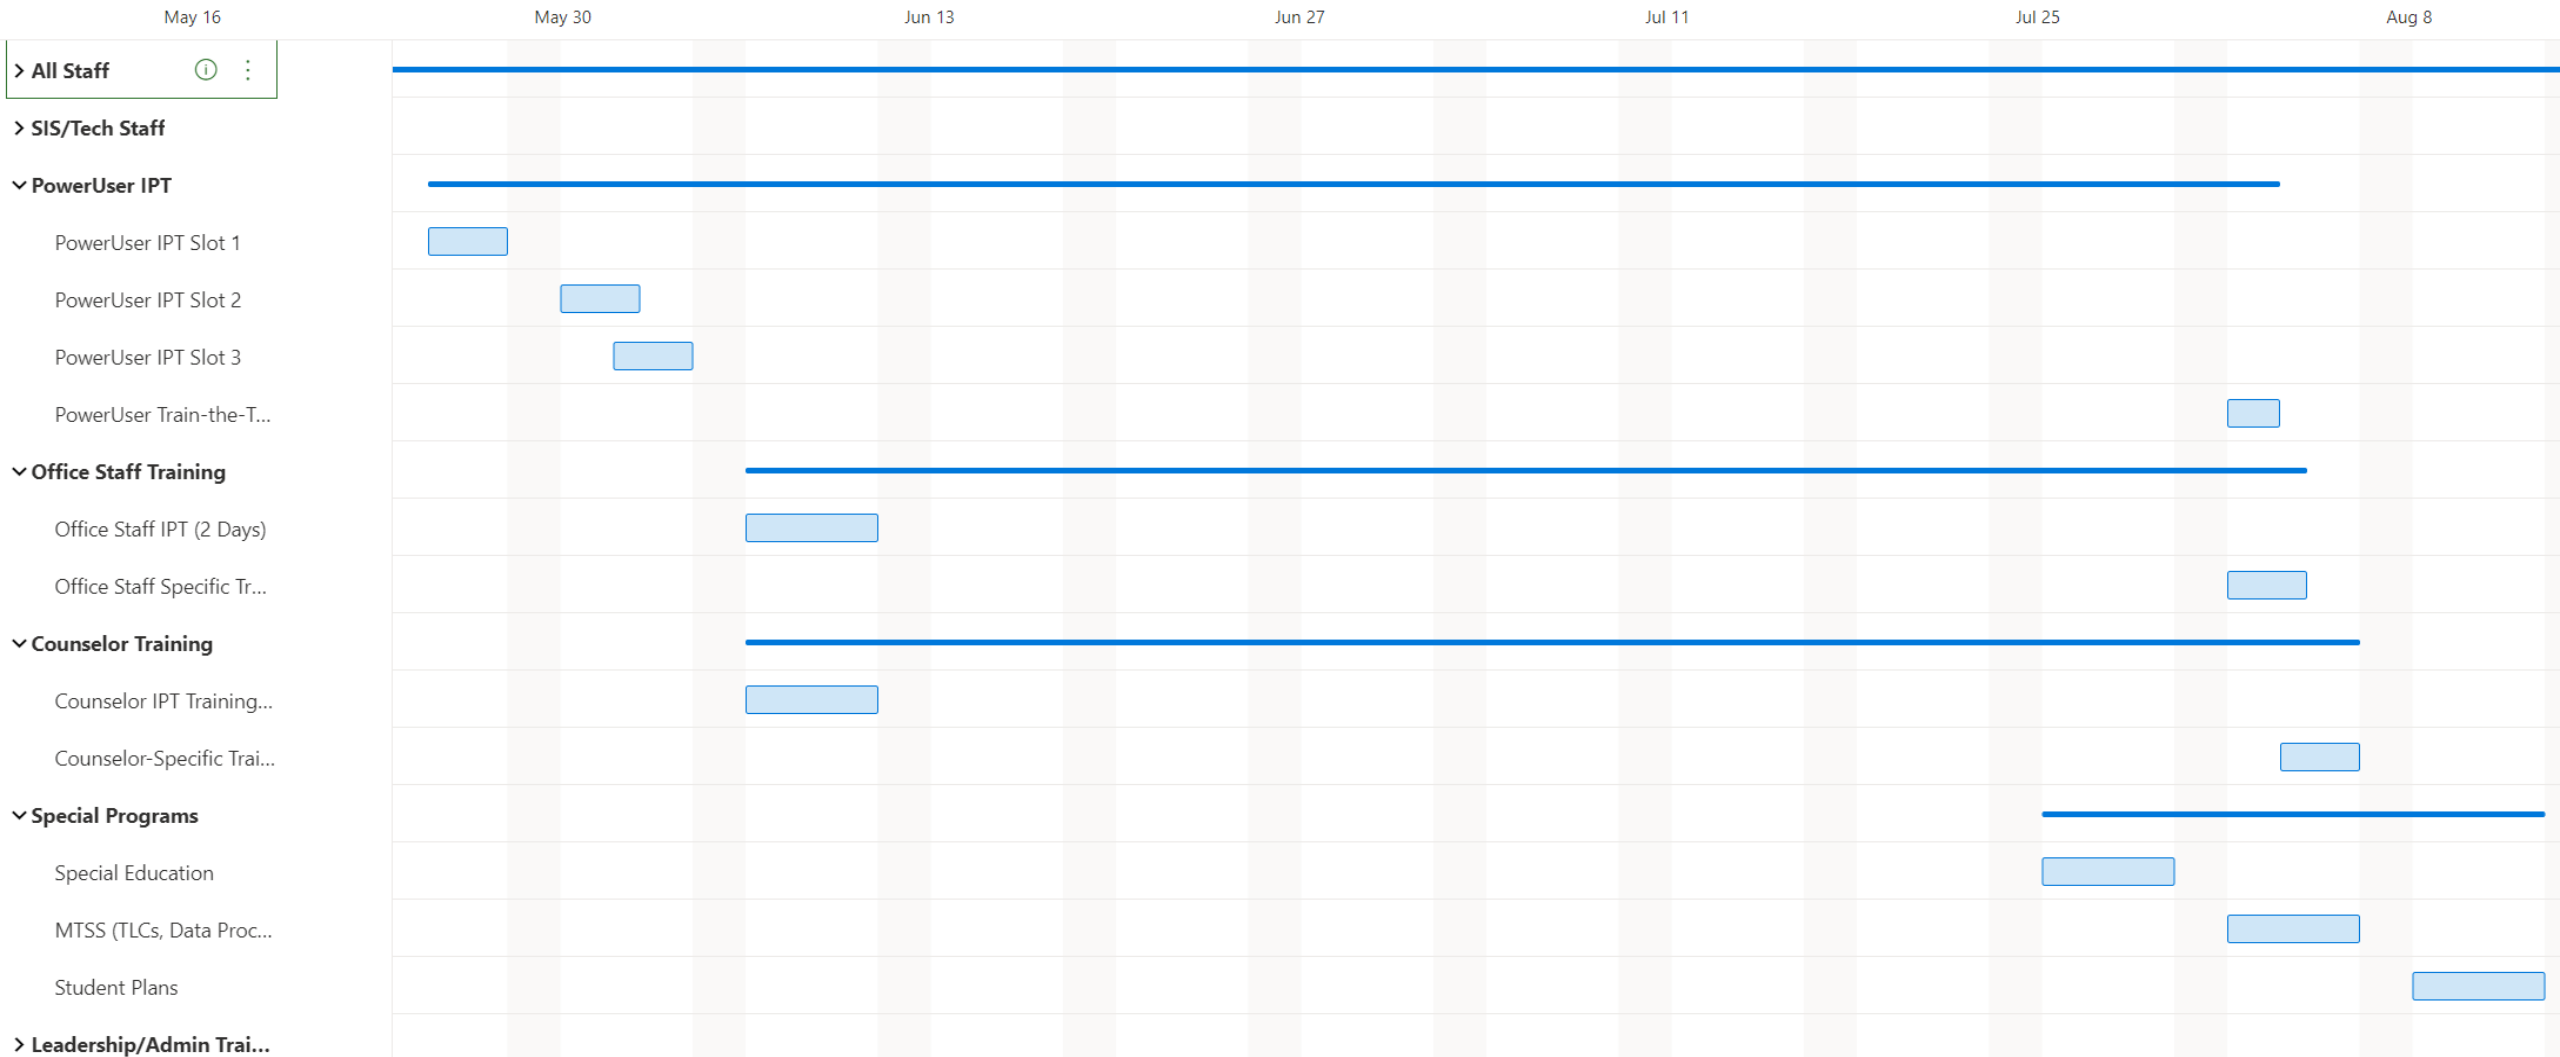 May 16 May 30 Jun 13 Jun 27 Jul 11 Jul 25 Aug 8
All Staff
SIS/Tech Staff
PowerUser IPT
PowerUser IPT Slot 1
PowerUser IPT Slot 2
PowerUser IPT Slot 3
PowerUser Train-the-T...
Office Staff Training
Office Staff IPT (2 Days)
Office Staff Specific Tr...
Counselor Training
Counselor IPT Training...
Counselor-Specific Trai...
Special Programs
Special Education
MTSS (TLCs, Data Proc...
Student Plans
Leadership/Admin Trai...